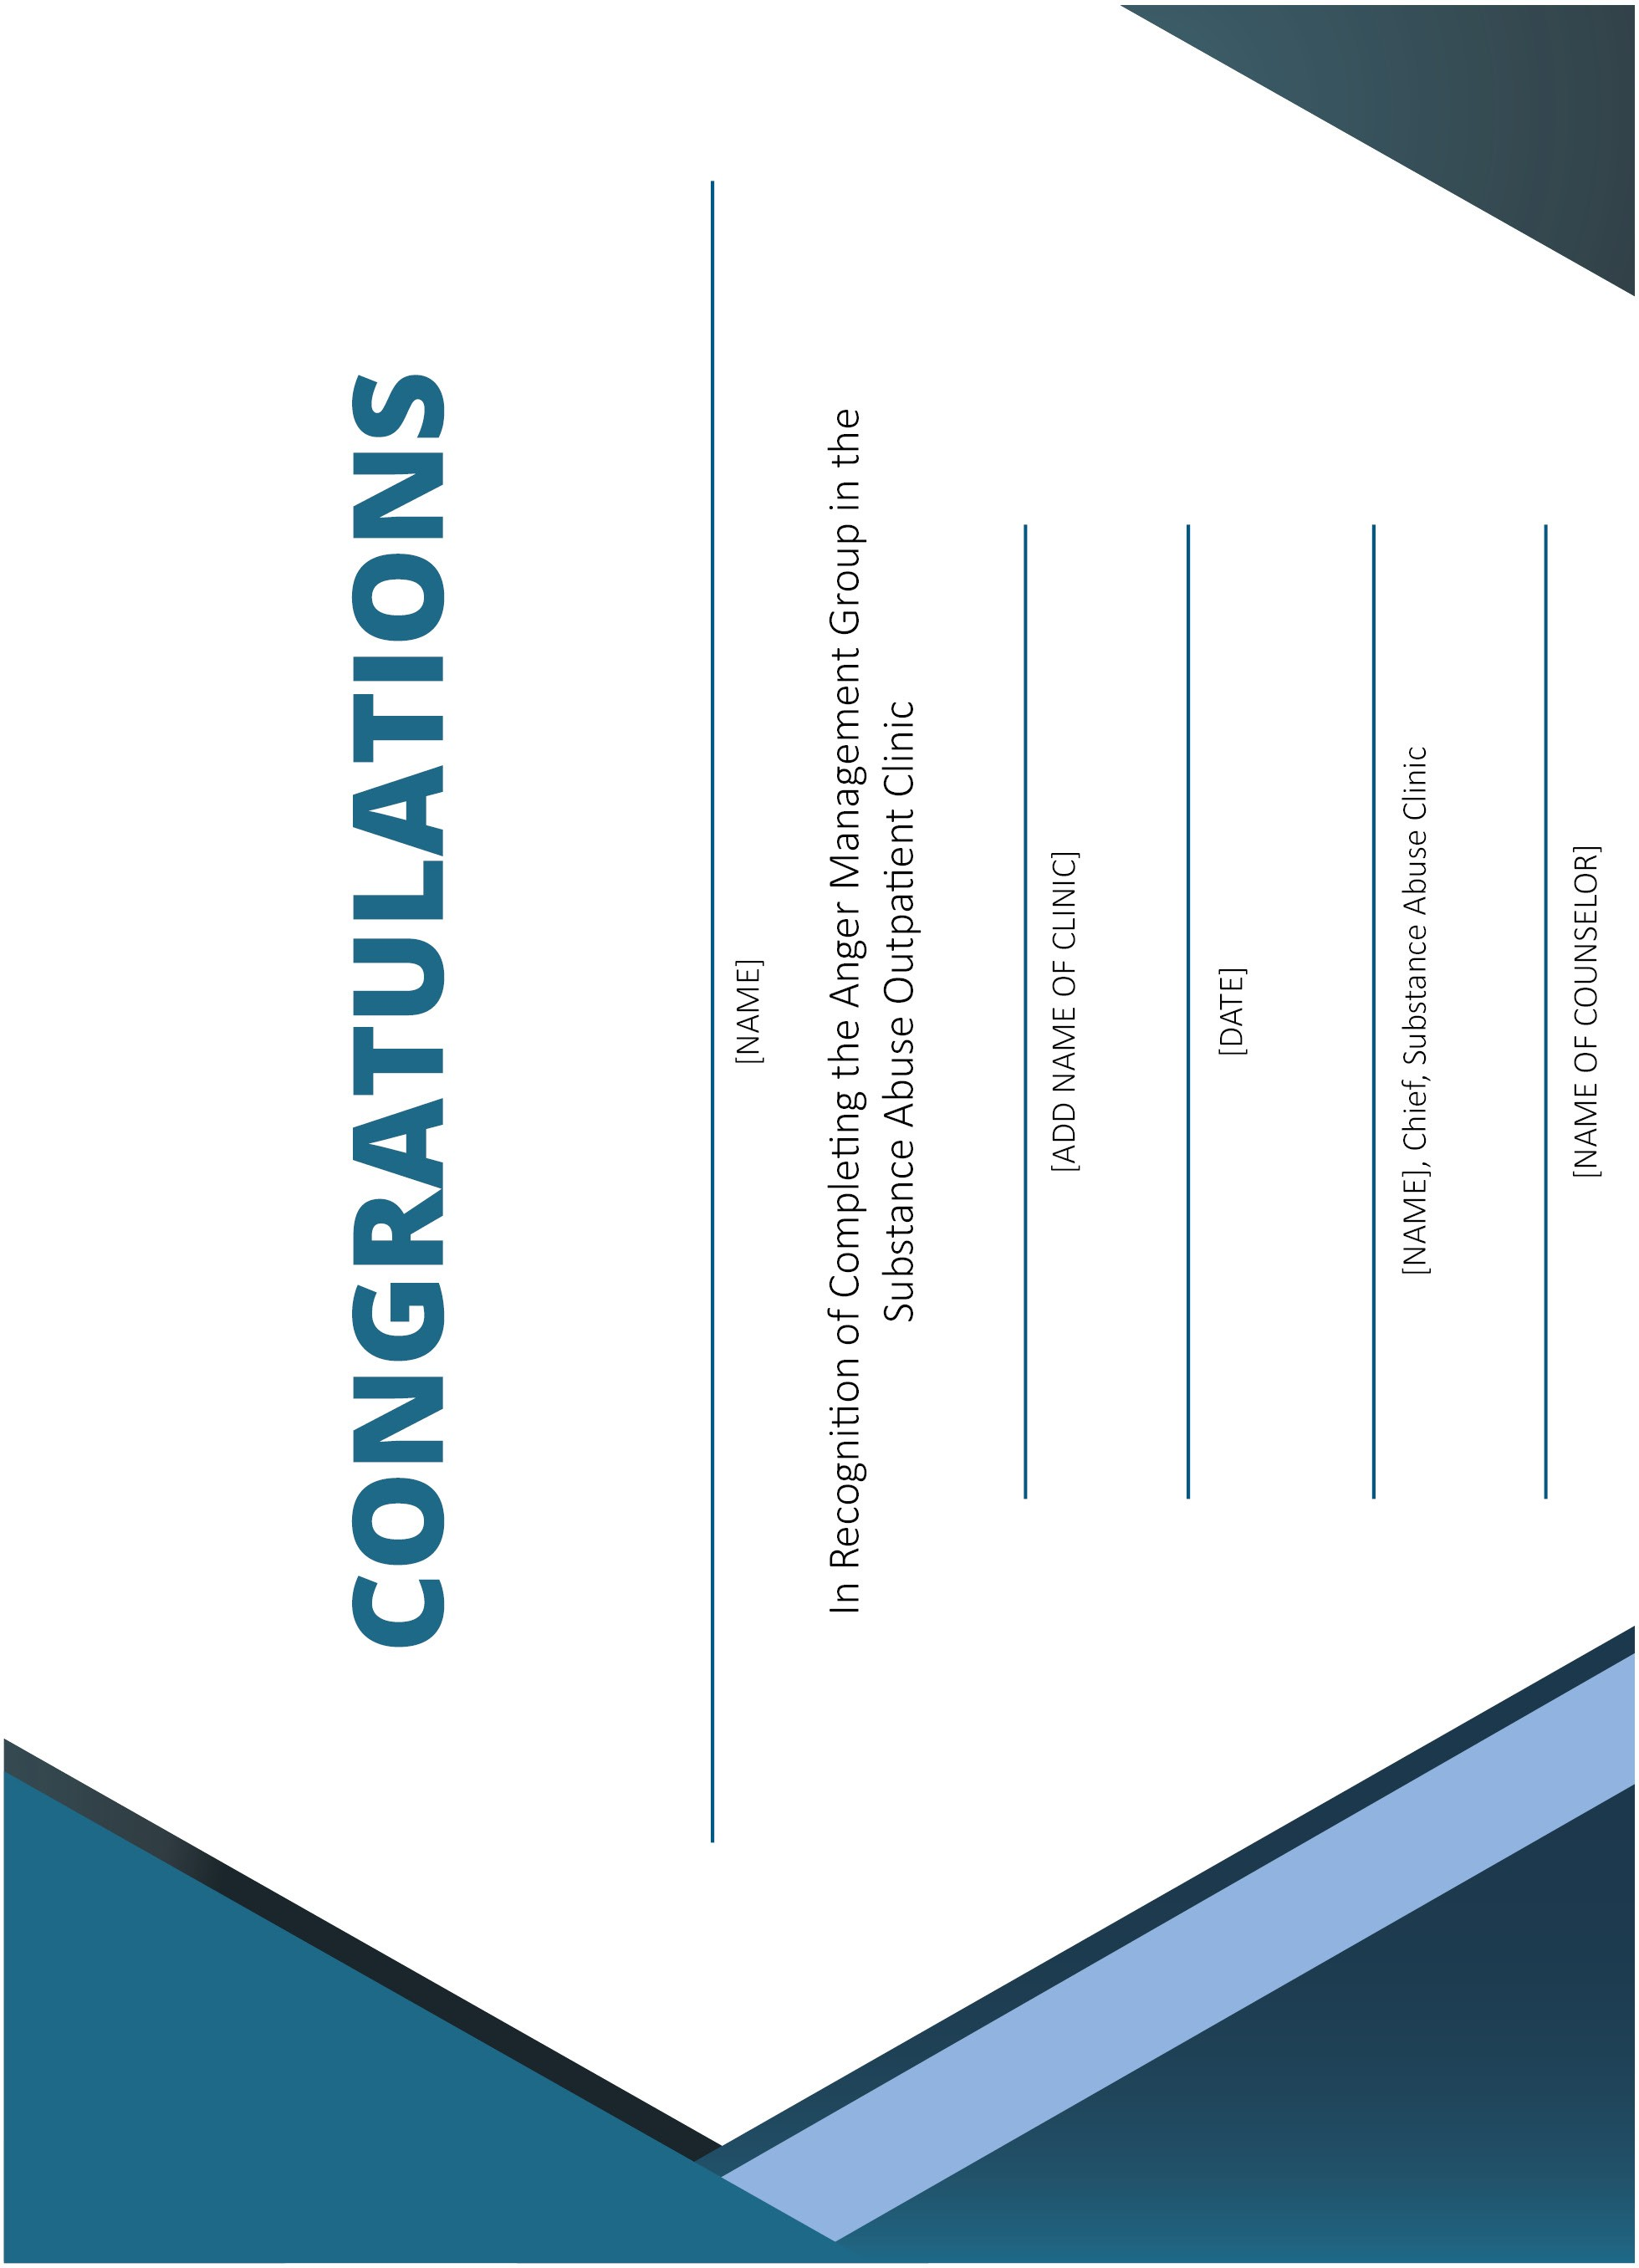 CONGRATULATIONS
[NAME]
In Recognition of Completing the Anger Management Group in the
Substance Abuse Outpatient Clinic
[ADD NAME OF CLINIC]
[DATE]
[NAME], Chief, Substance Abuse Clinic
[NAME OF COUNSELOR]